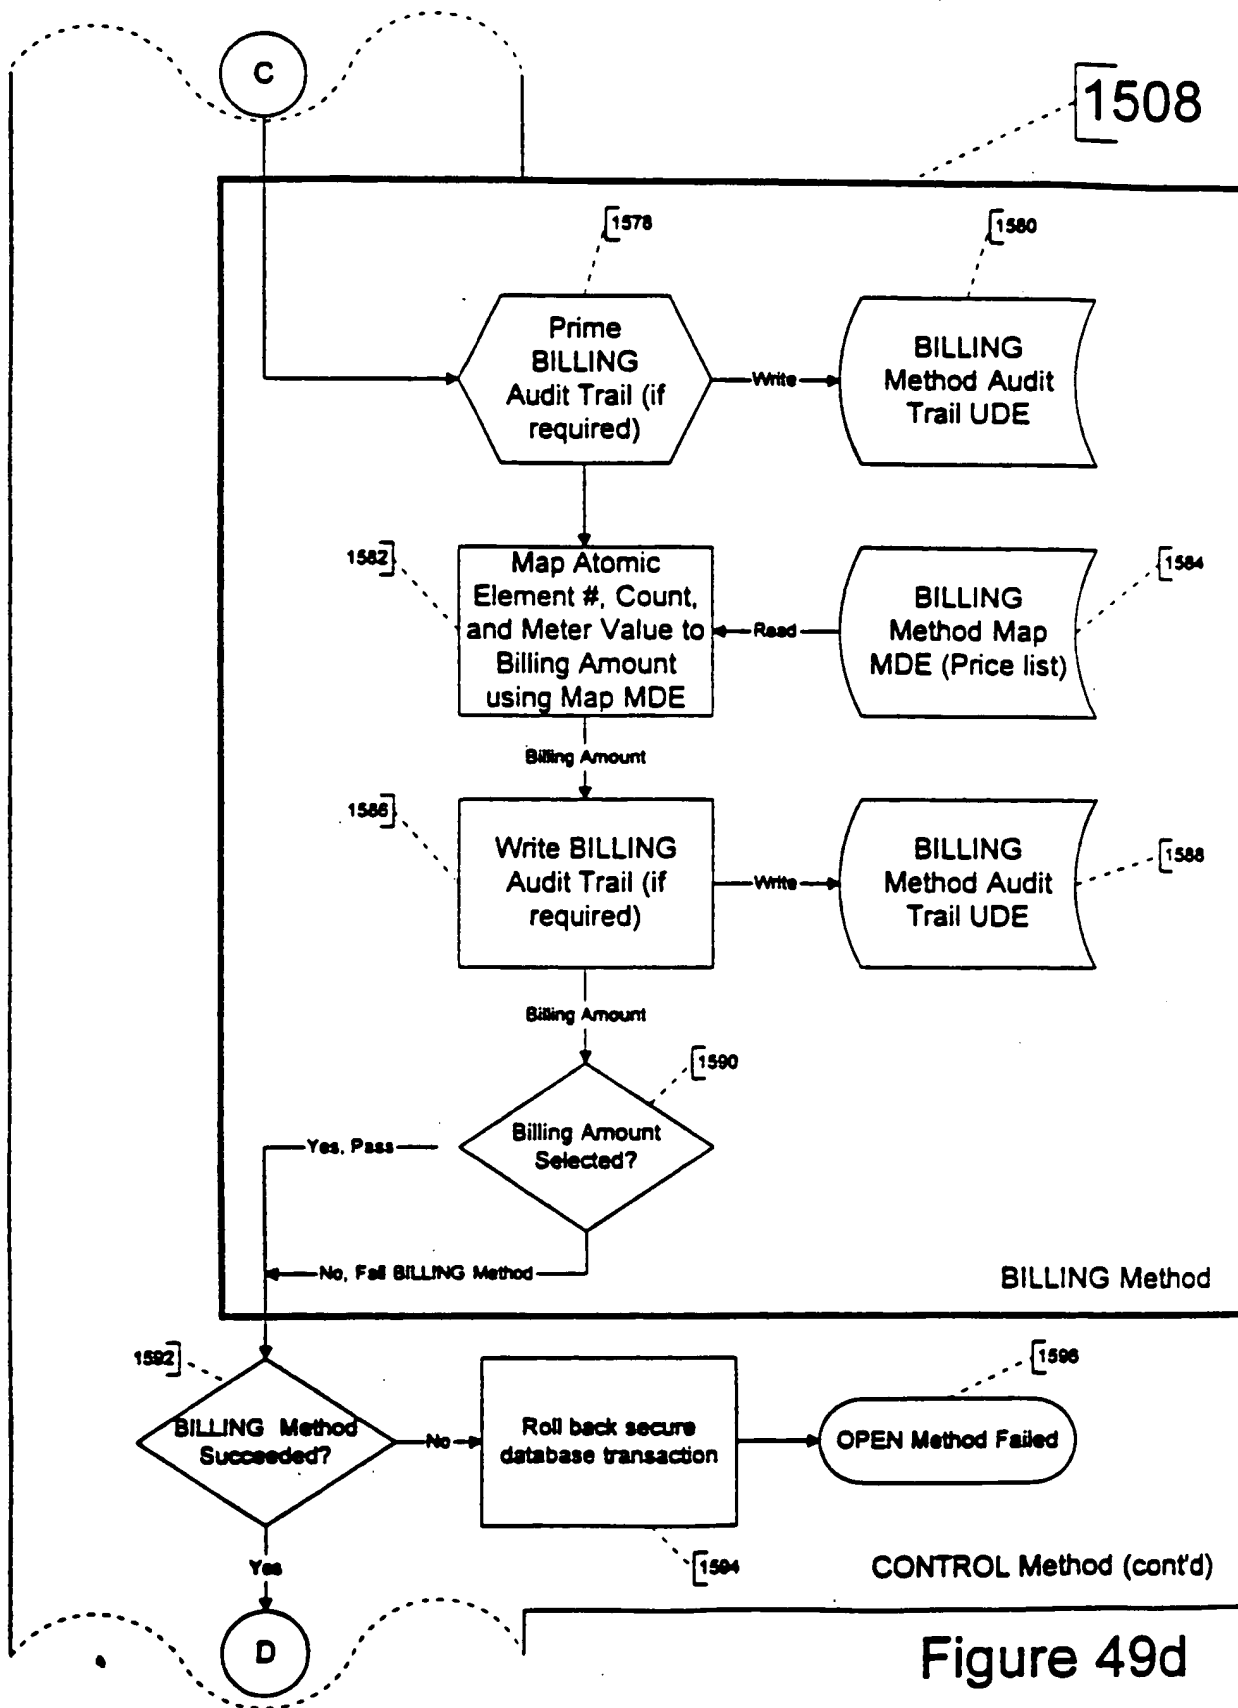 C
1508
1578
1580
Prime
BILLING
Audit Trail (if
required)
Write
BILLING
Method Audit
Trail UDE
1582
Map Atomic
Element #, Count,
and Meter Value to
Billing Amount
using Map MDE
Read
BILLING
Method Map
MDE (Price list)
1584
Billing Amount
1586
Write BILLING
Audit Trail (if
required)
Write
BILLING
Method Audit
Trail UDE
1588
Billing Amount
1590
Billing Amount
Selected?
Yes, Pass
No, Fail BILLING Method
BILLING Method
1592
BILLING Method
Succeeded?
No
Roll back secure
database transaction
OPEN Method Failed
1596
1594
Yes
CONTROL Method (cont'd)
D
Figure 49d